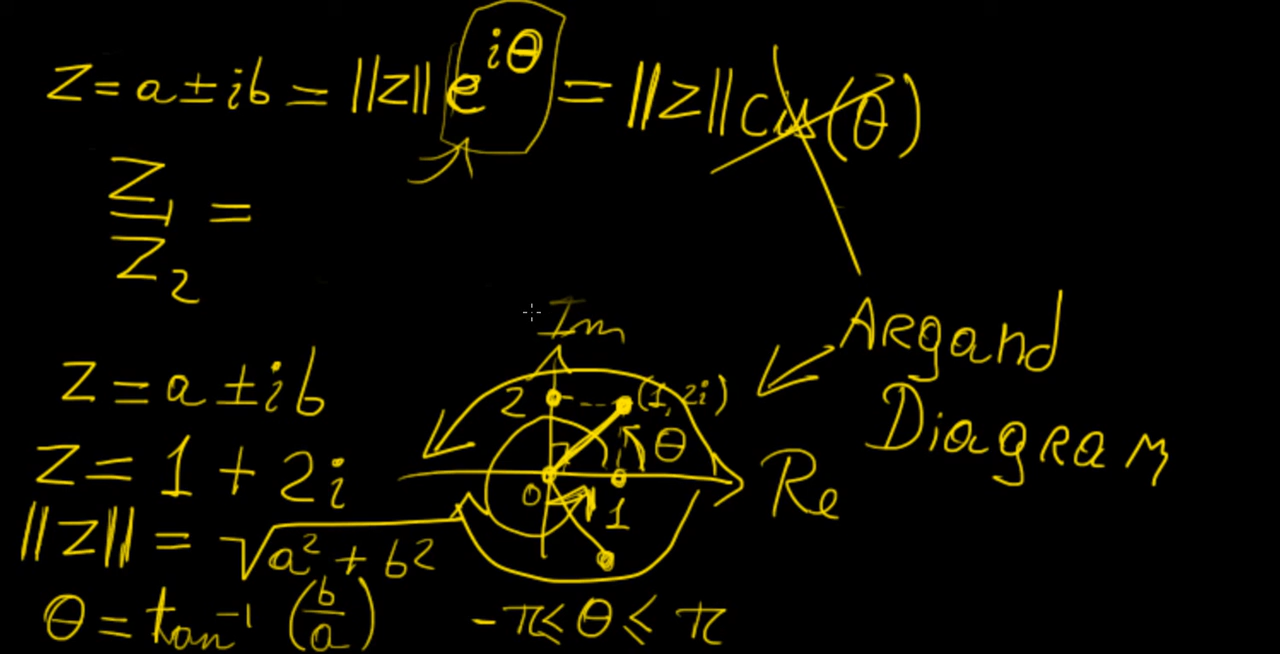 z = a ± ib = ||z|| e^{iθ} = ||z|| cis(θ)
z₁/z₂ =
Im
Argand
Diagram
z = a ± ib
2
(1, 2i)
θ
z = 1 + 2i
0
1
Re
||z|| = √(a² + b²)
θ = tan⁻¹ (b/a)
-π ≤ θ ≤ π